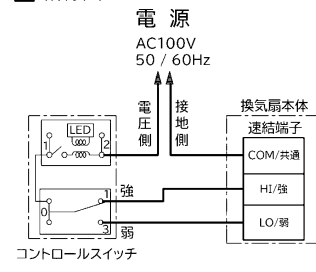 電 源
AC100V
50 / 60Hz
電圧側
接地側
換気扇本体
速結端子
LED
1
2
COM/共通
1
強
HI/強
0
3
弱
LO/弱
コントロールスイッチ